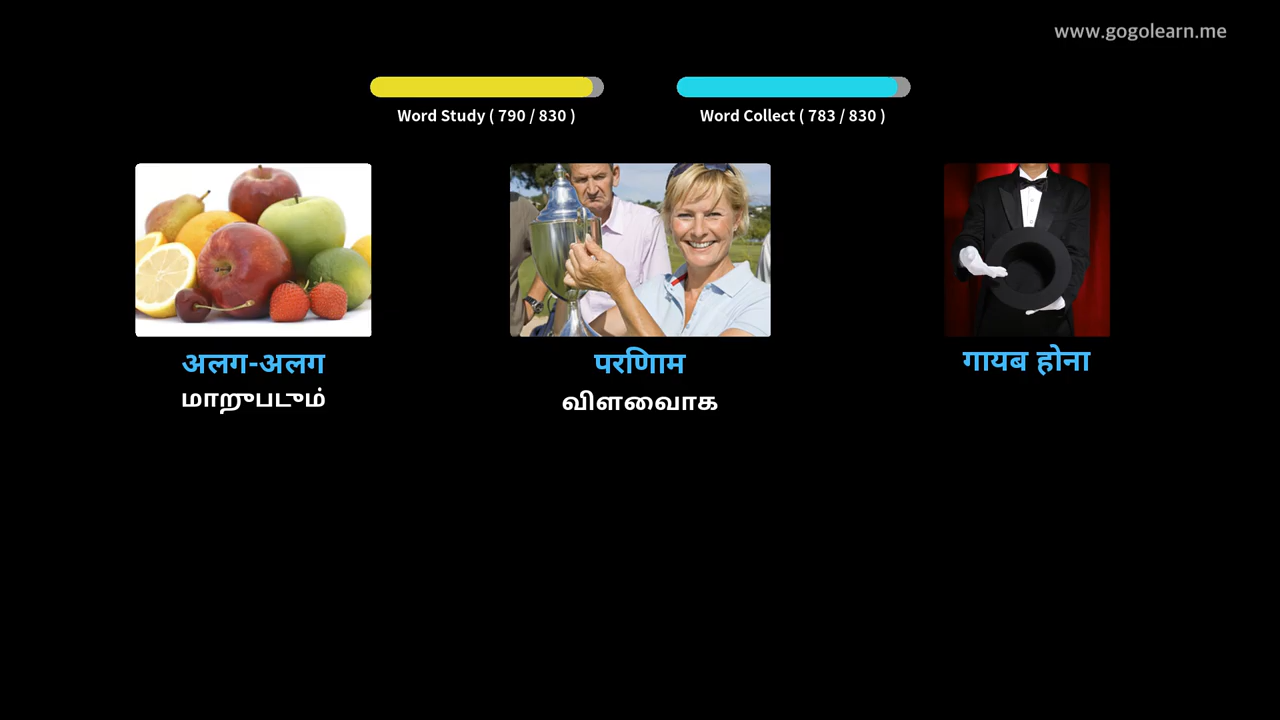 www.gogolearn.me
Word Study ( 790 / 830 )
Word Collect ( 783 / 830 )
अलग-अलग
परिणाम
गायब होना
மாறுபடும்
விளைவாக